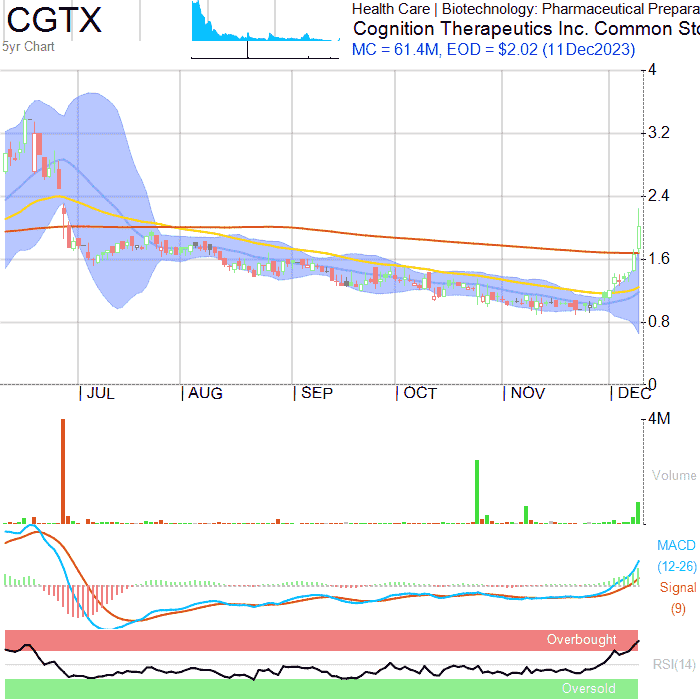 CGTX
5yr Chart
Health Care | Biotechnology: Pharmaceutical Prepara
Cognition Therapeutics Inc. Common Sto
MC = 61.4M, EOD = $2.02 (11Dec2023)
4
3.2
2.4
1.6
0.8
0
JUL AUG SEP OCT NOV DEC
4M
Volume
MACD
(12-26)
Signal
(9)
Overbought
RSI(14)
Oversold